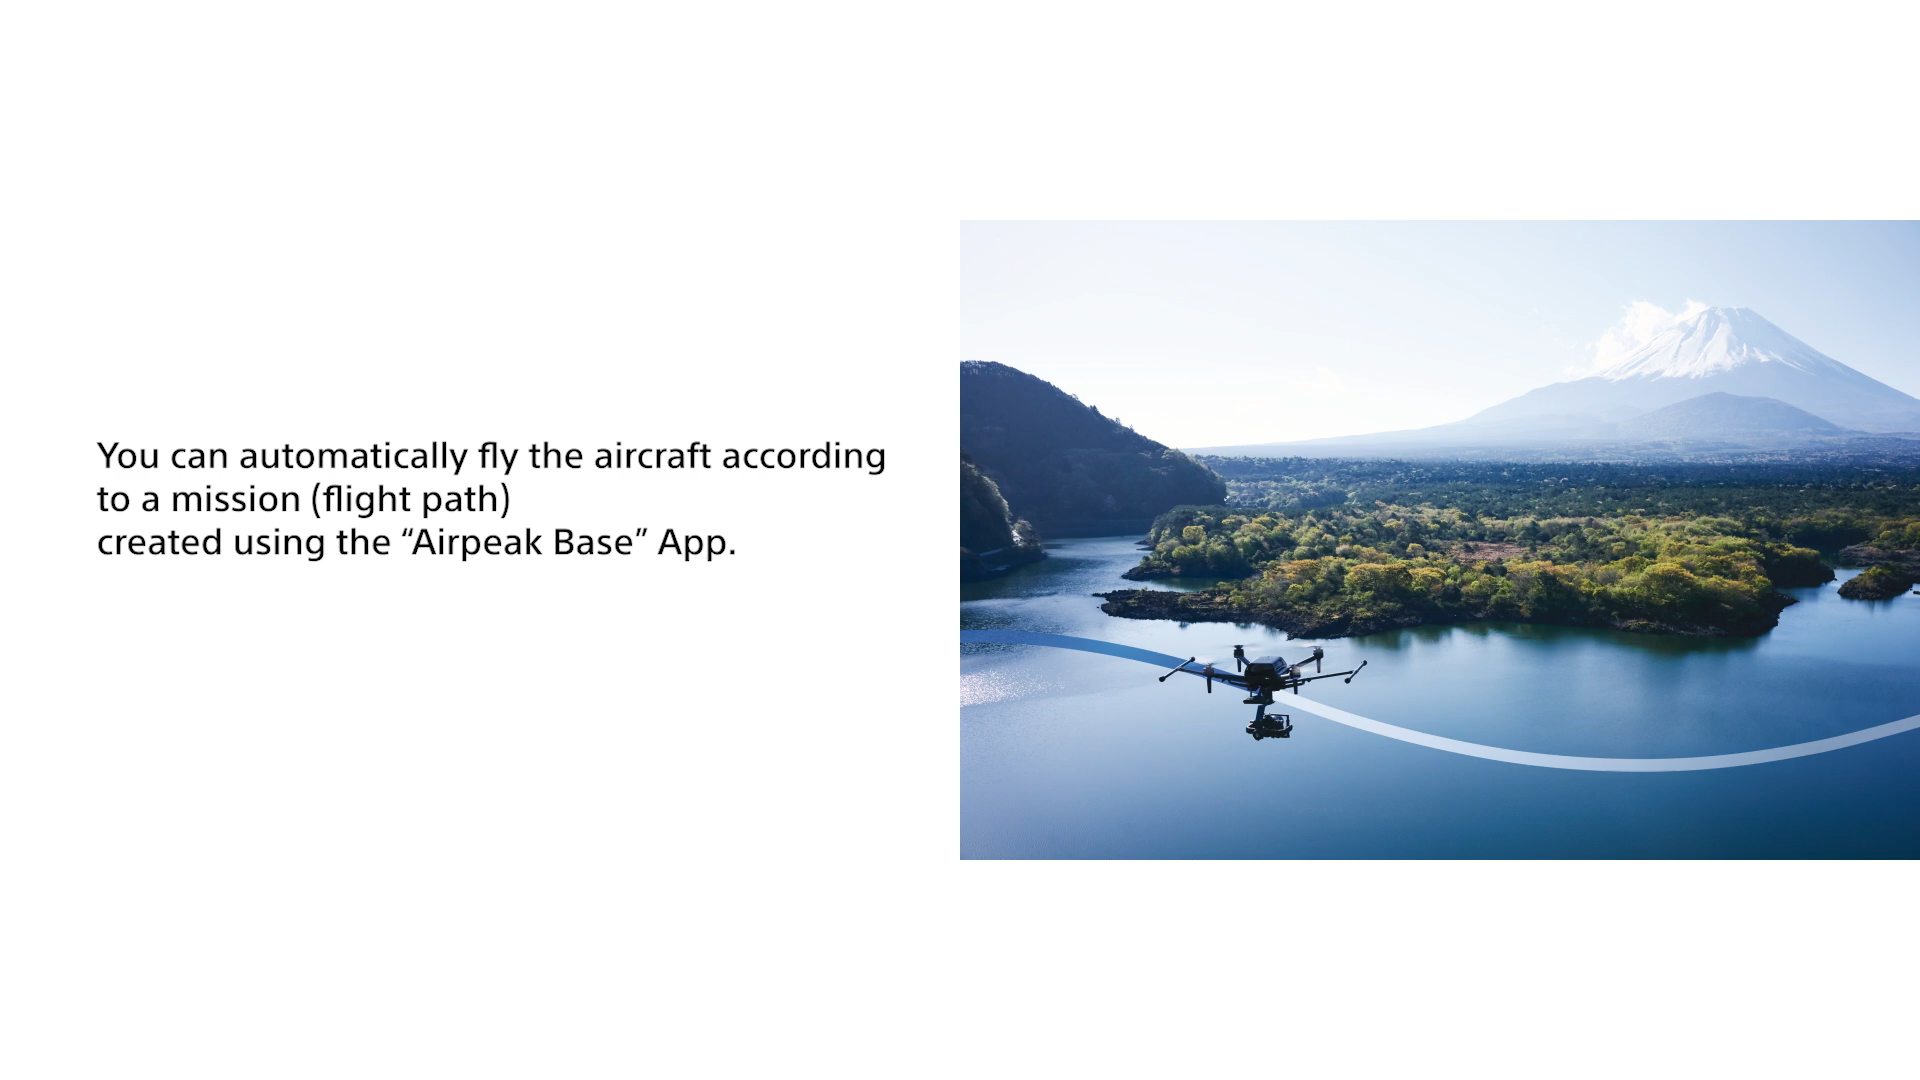 You can automatically fly the aircraft according
to a mission (flight path)
created using the “Airpeak Base” App.